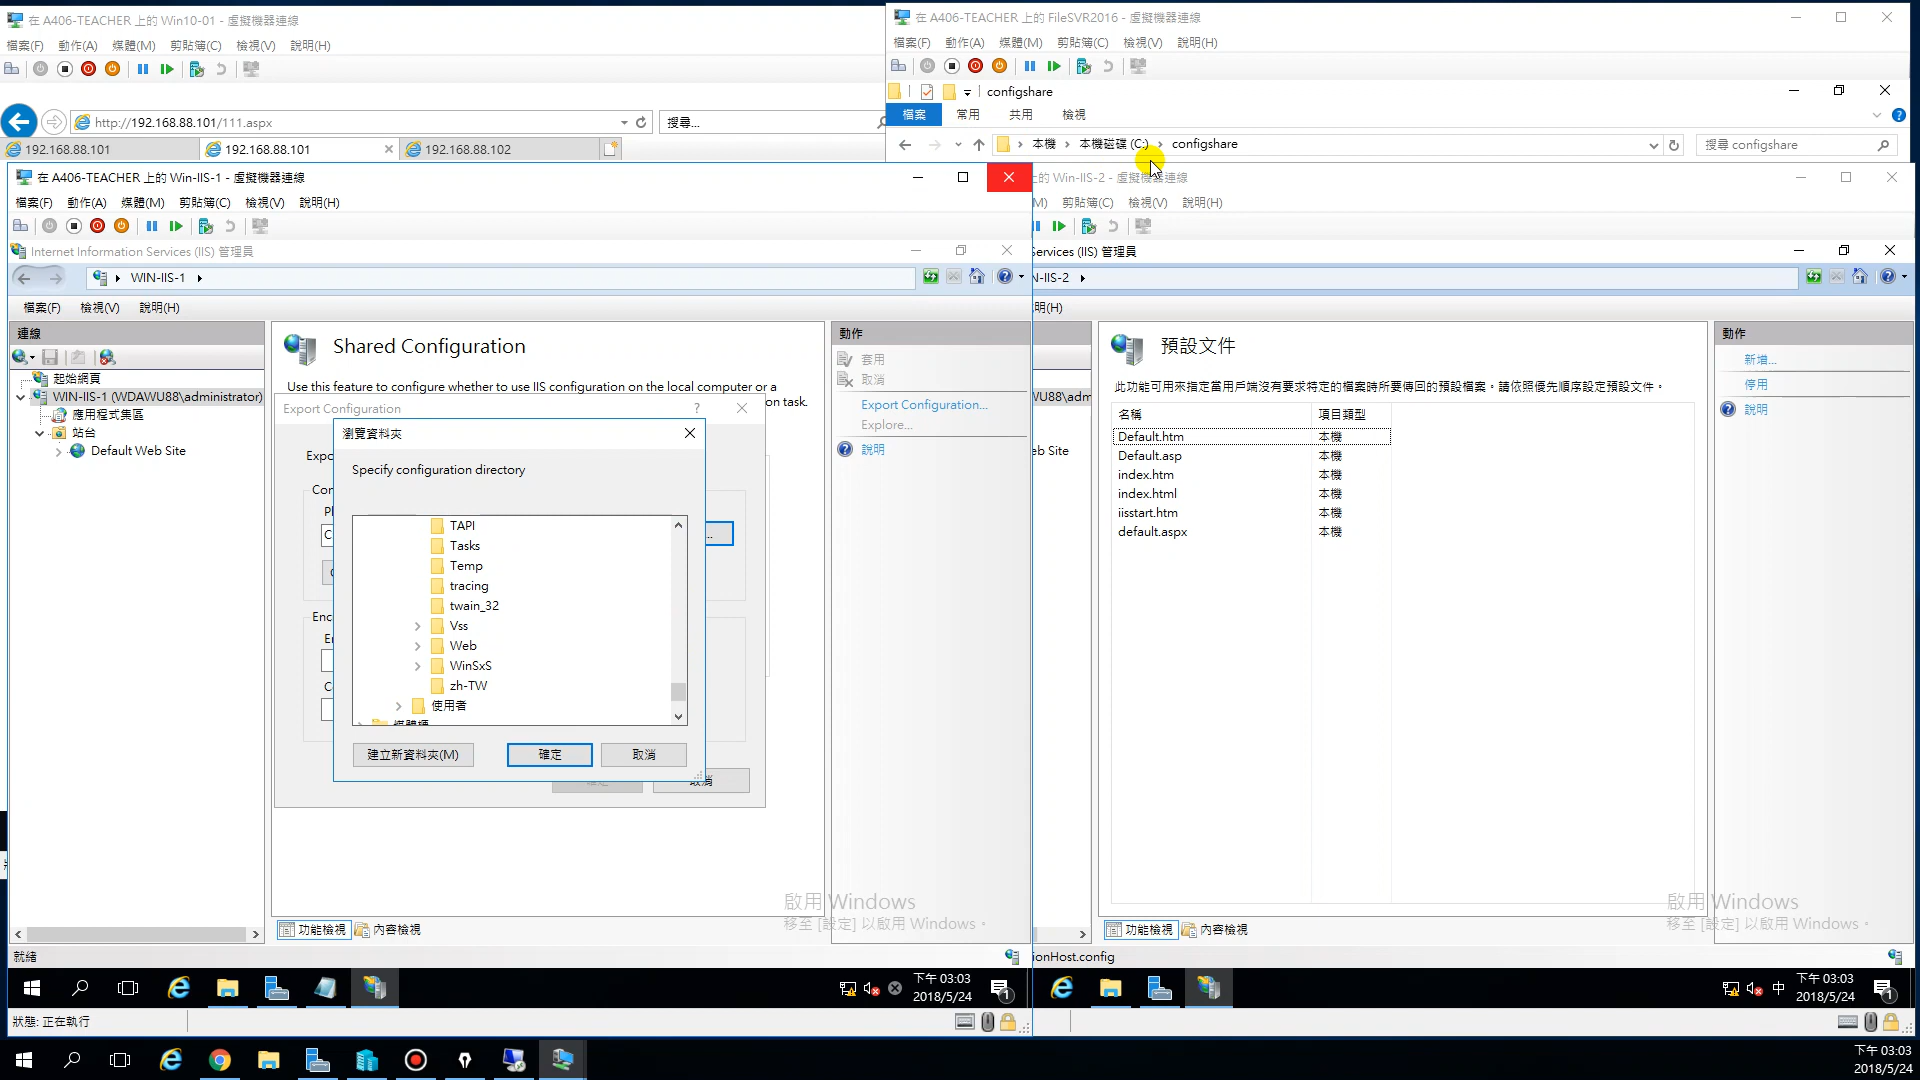 在 A406-TEACHER 上的 Win10-01 - 虛擬機器連線
檔案(F) 動作(A) 媒體(M) 剪貼簿(C) 檢視(V) 說明(H)
http://192.168.88.101/111.aspx
搜尋...
192.168.88.101
192.168.88.101
192.168.88.102
在 A406-TEACHER 上的 FileSVR2016 - 虛擬機器連線
檔案(F) 動作(A) 媒體(M) 剪貼簿(C) 檢視(V) 說明(H)
configshare
檔案 常用 共用 檢視
本機 本機磁碟 (C:) configshare
搜尋 configshare
在 A406-TEACHER 上的 Win-IIS-1 - 虛擬機器連線
檔案(F) 動作(A) 媒體(M) 剪貼簿(C) 檢視(V) 說明(H)
Internet Information Services (IIS) 管理員
WIN-IIS-1
檔案(F) 檢視(V) 說明(H)
連線
起始網頁
WIN-IIS-1 (WDAWU88\administrator)
應用程式集區
站台
Default Web Site
Shared Configuration
Use this feature to configure whether to use IIS configuration on the local computer or a
on task.
Export Configuration
?
瀏覽資料夾
Specify configuration directory
Expo
Con
Enc
TAPI
Tasks
Temp
tracing
twain_32
Vss
Web
WinSxS
zh-TW
使用者
建立新資料夾(M)
確定
取消
動作
套用
取消
Export Configuration...
Explore...
說明
啟用 Windows
移至 [設定] 以啟用 Windows。
功能檢視 內容檢視
就緒
下午 03:03
2018/5/24
狀態: 正在執行
上的 Win-IIS-2 - 虛擬機器連線
M) 剪貼簿(C) 檢視(V) 說明(H)
ervices (IIS) 管理員
N-IIS-2
明(H)
WU88\adm
eb Site
預設文件
此功能可用來指定當用戶端沒有要求特定的檔案時所要傳回的預設檔案。請依照優先順序設定預設文件。
名稱 項目類型
Default.htm 本機
Default.asp 本機
index.htm 本機
index.html 本機
iisstart.htm 本機
default.aspx 本機
動作
新增...
停用
說明
啟用 Windows
移至 [設定] 以啟用 Windows。
功能檢視 內容檢視
ionHost.config
中
下午 03:03
2018/5/24
下午 03:03
2018/5/24